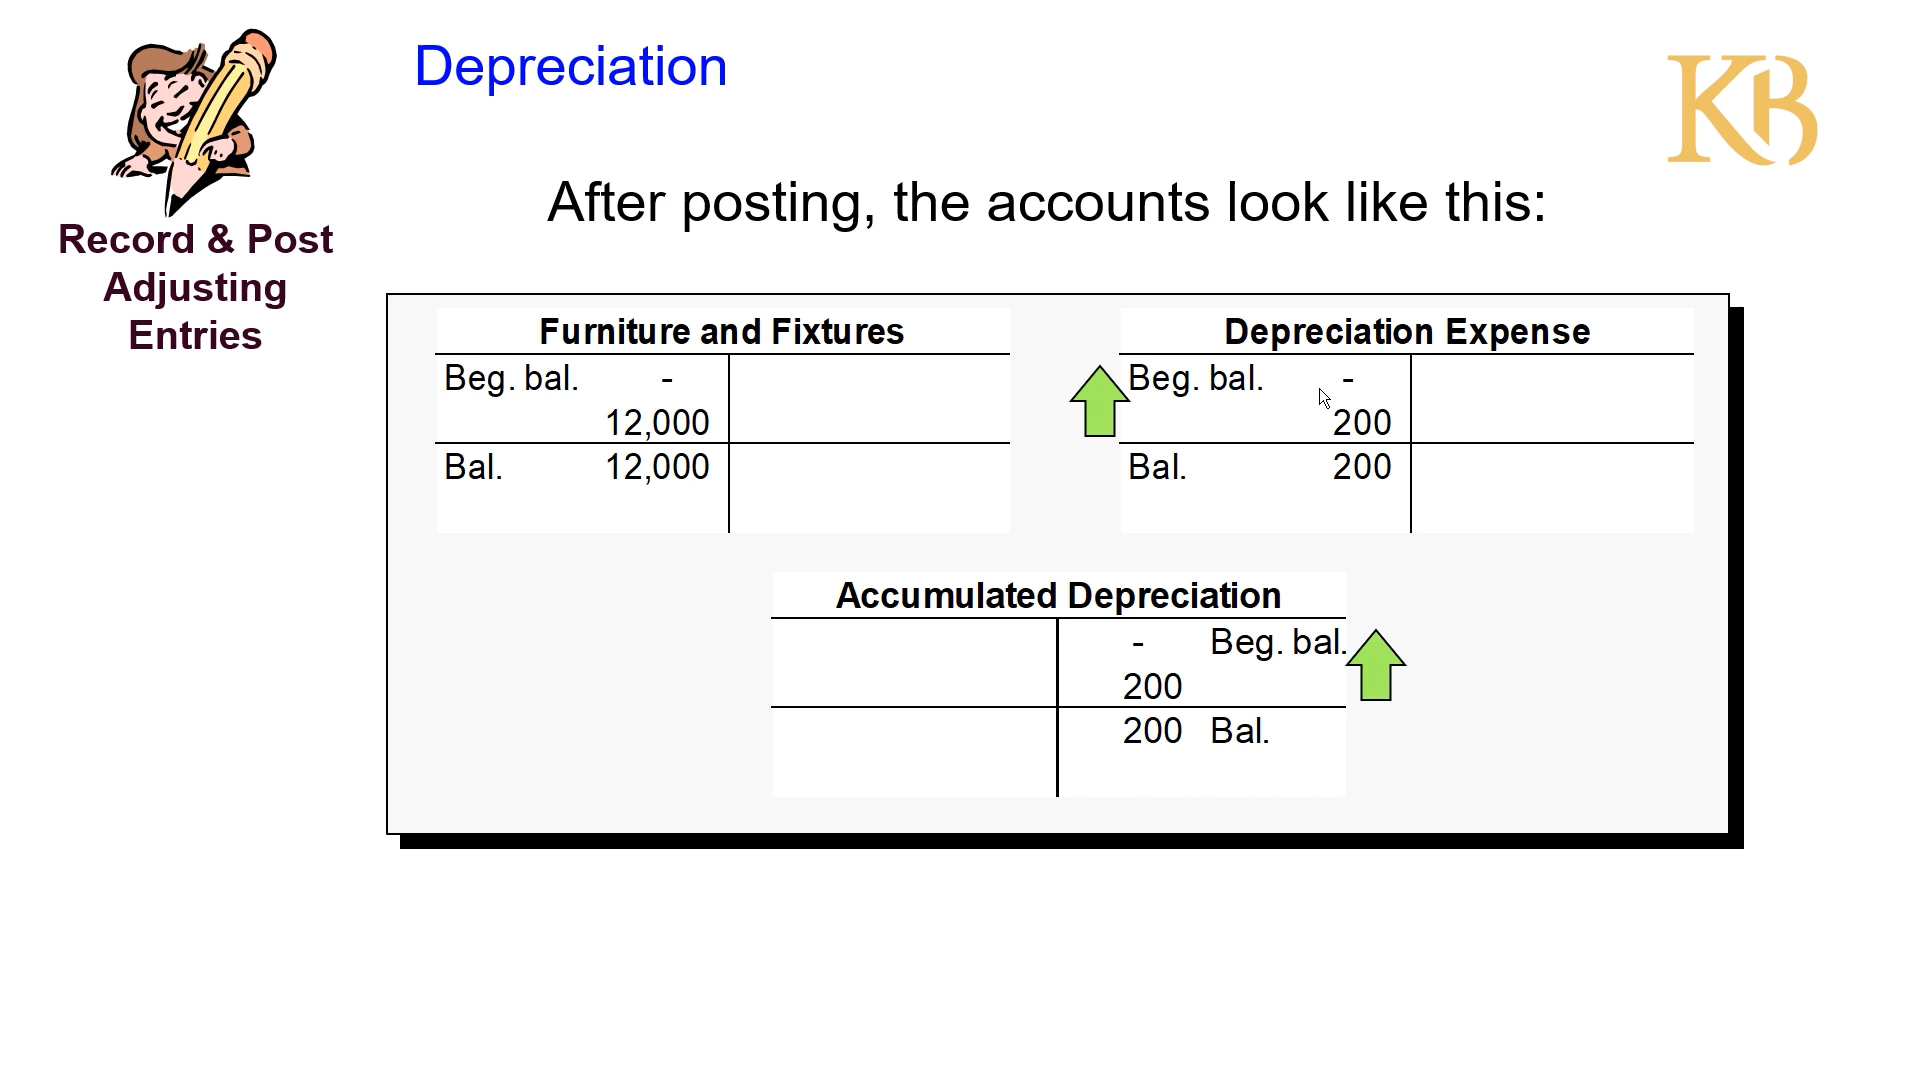 Depreciation
KB
After posting, the accounts look like this:
Record & Post
Adjusting
Entries
Furniture and Fixtures
Beg. bal. -
12,000
Bal. 12,000
Depreciation Expense
Beg. bal. -
200
Bal. 200
Accumulated Depreciation
- Beg. bal.
200
200 Bal.